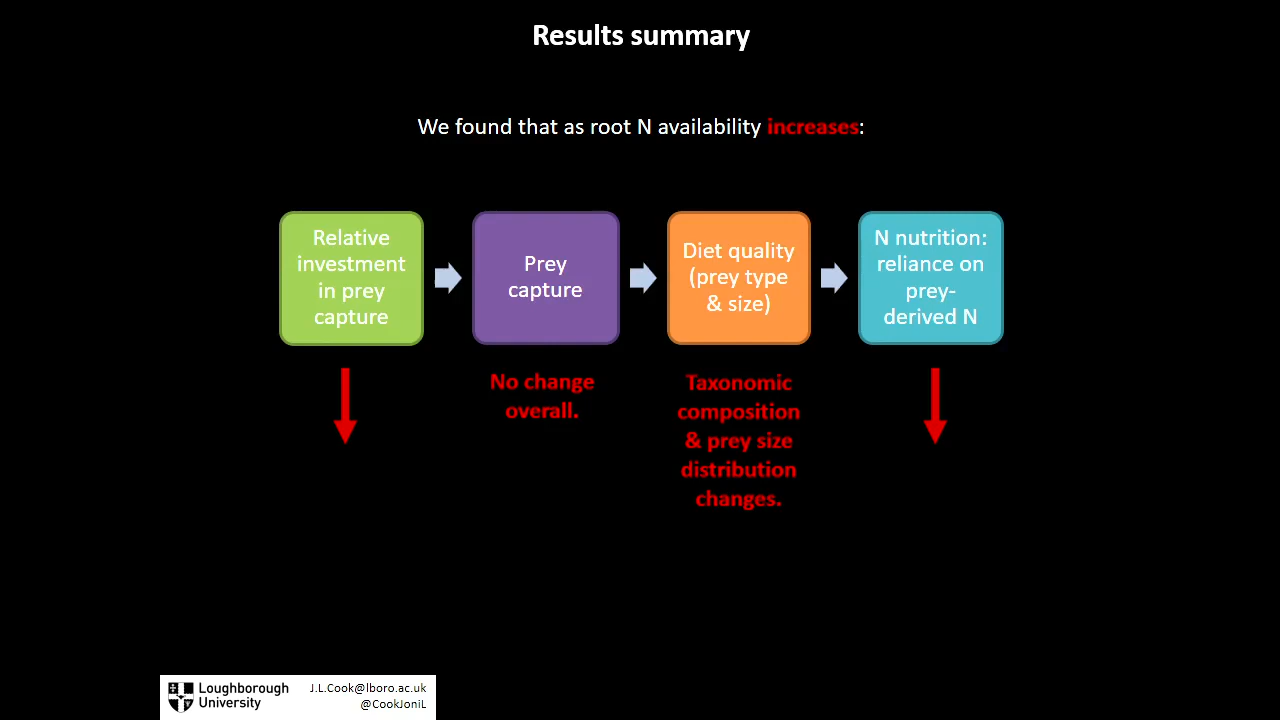 Results summary
We found that as root N availability increases:
Relative
investment
in prey
capture
Prey
capture
Diet quality
(prey type
& size)
N nutrition:
reliance on
prey-
derived N
No change
overall.
Taxonomic
composition
& prey size
distribution
changes.
Loughborough
University
J.L.Cook@lboro.ac.uk
@CookJoniL